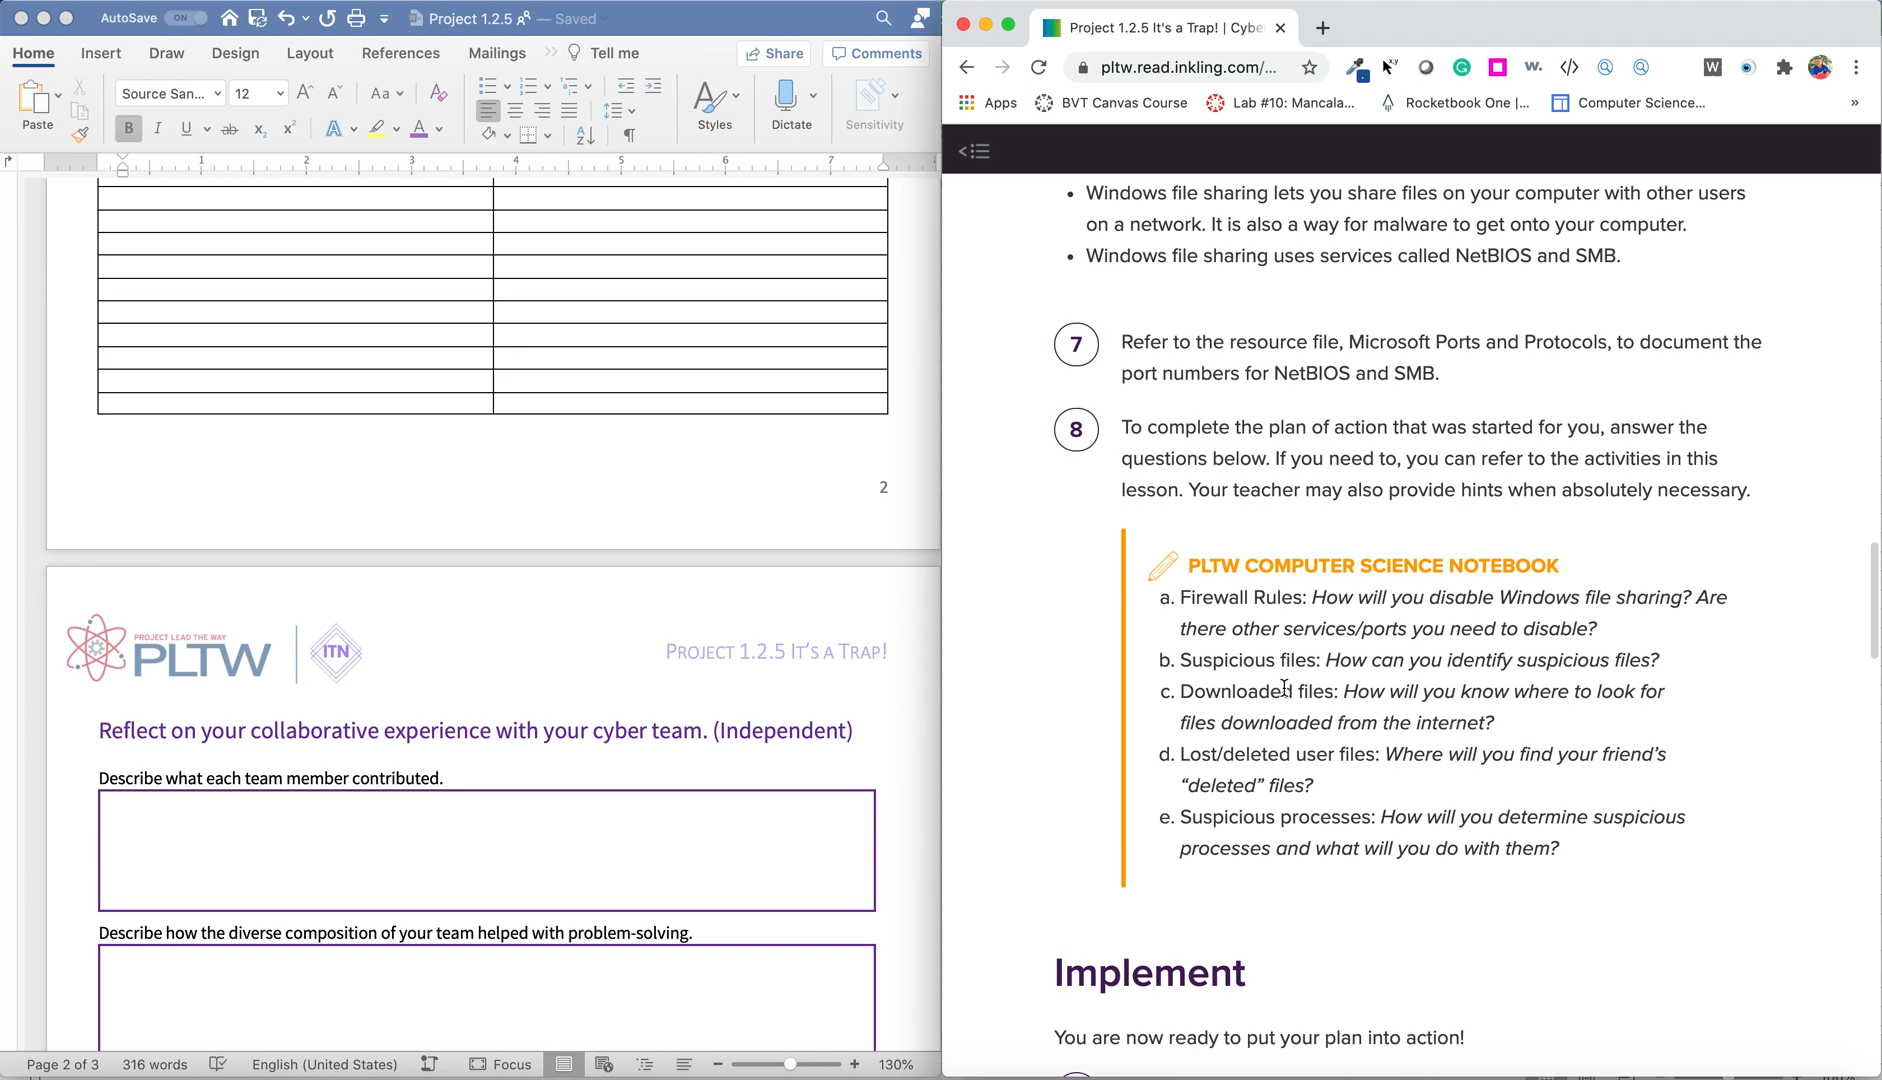 AutoSave ON Project 1.2.5 — Saved
Home Insert Draw Design Layout References Mailings Tell me Share Comments
Paste Source San... 12 Aa Styles Dictate Sensitivity
B I U ab x2 x2 A A
1 2 3 4 5 6 7
2
PROJECT LEAD THE WAY
PLTW ITN PROJECT 1.2.5 IT'S A TRAP!
Reflect on your collaborative experience with your cyber team. (Independent)
Describe what each team member contributed.
Describe how the diverse composition of your team helped with problem-solving.
Page 2 of 3 316 words English (United States) Focus 130%
Project 1.2.5 It's a Trap! | Cybe
pltw.read.inkling.com/...
Apps BVT Canvas Course Lab #10: Mancala... Rocketbook One |... Computer Science... »
• Windows file sharing lets you share files on your computer with other users
on a network. It is also a way for malware to get onto your computer.
• Windows file sharing uses services called NetBIOS and SMB.
7 Refer to the resource file, Microsoft Ports and Protocols, to document the
port numbers for NetBIOS and SMB.
8 To complete the plan of action that was started for you, answer the
questions below. If you need to, you can refer to the activities in this
lesson. Your teacher may also provide hints when absolutely necessary.
PLTW COMPUTER SCIENCE NOTEBOOK
a. Firewall Rules: How will you disable Windows file sharing? Are
there other services/ports you need to disable?
b. Suspicious files: How can you identify suspicious files?
c. Downloaded files: How will you know where to look for
files downloaded from the internet?
d. Lost/deleted user files: Where will you find your friend's
“deleted” files?
e. Suspicious processes: How will you determine suspicious
processes and what will you do with them?
Implement
You are now ready to put your plan into action!